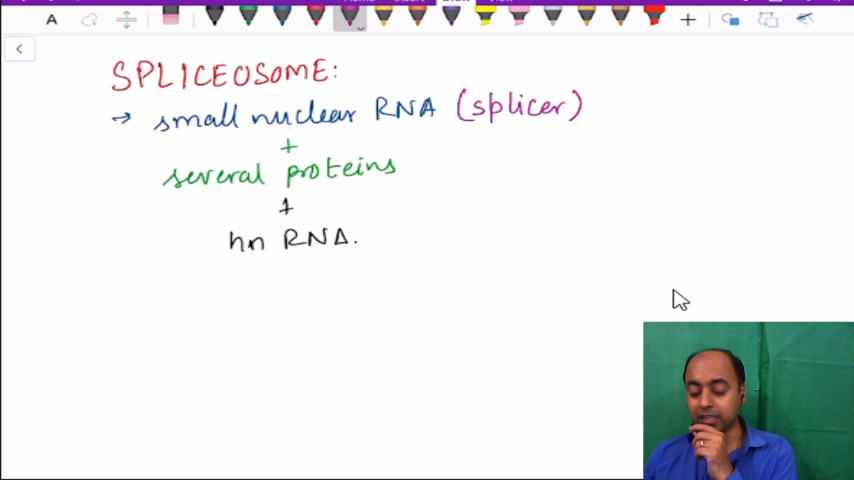 A
SPLICEOSOME:
→ small nuclear RNA (splicer)
+
several proteins
+
hn RNA.